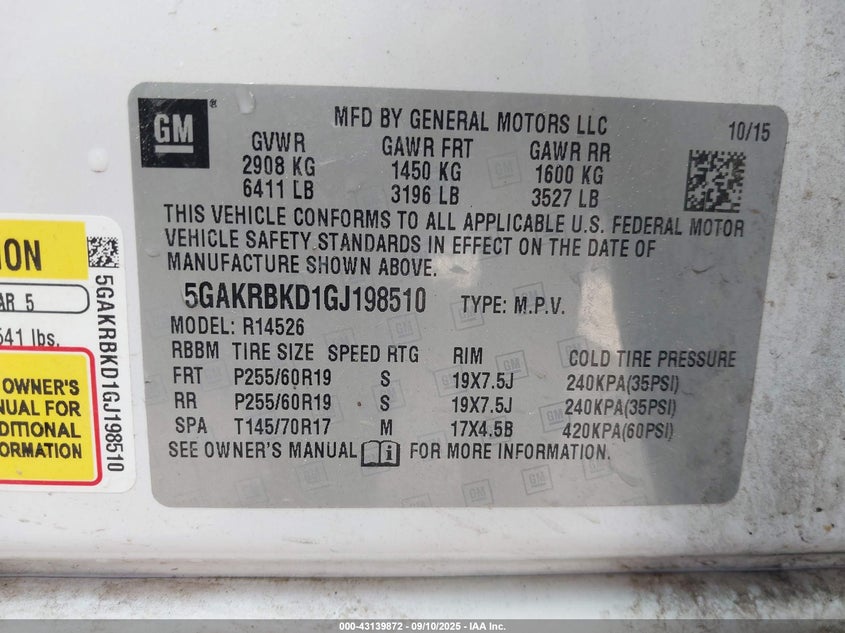 GM
MFD BY GENERAL MOTORS LLC
10/15
GVWR GAWR FRT GAWR RR
2908 KG 1450 KG 1600 KG
6411 LB 3196 LB 3527 LB
THIS VEHICLE CONFORMS TO ALL APPLICABLE U.S. FEDERAL MOTOR
VEHICLE SAFETY STANDARDS IN EFFECT ON THE DATE OF
MANUFACTURE SHOWN ABOVE.
5GAKRBKD1GJ198510 TYPE: M.P.V.
MODEL: R14526
RBBM TIRE SIZE SPEED RTG RIM COLD TIRE PRESSURE
FRT P255/60R19 S 19X7.5J 240KPA(35PSI)
RR P255/60R19 S 19X7.5J 240KPA(35PSI)
SPA T145/70R17 M 17X4.5B 420KPA(60PSI)
SEE OWNER'S MANUAL FOR MORE INFORMATION.
AR 5
lbs.
OWNER'S
FOR
5GAKRBKD1GJ198510
000-43139872 — 09/10/2025 — IAA Inc.